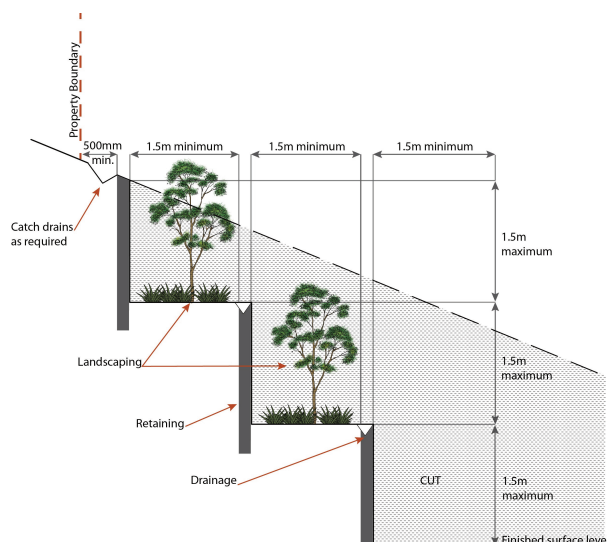 Property Boundary
500mm
min.
1.5m minimum
1.5m minimum
1.5m minimum
Catch drains
as required
1.5m
maximum
Landscaping
1.5m
maximum
Retaining
Drainage
CUT
1.5m
maximum
Finished surface leve